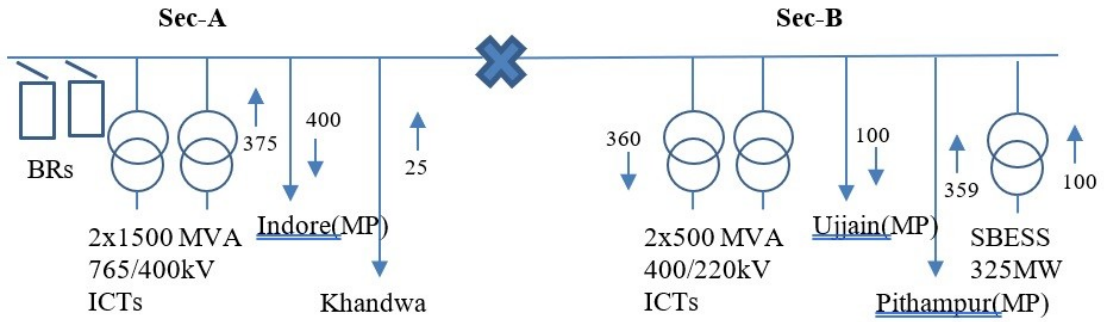 Sec-A
Sec-B
375
400
25
360
100
359
100
BRs
2x1500 MVA
765/400kV
ICTs
Indore(MP)
Khandwa
2x500 MVA
400/220kV
ICTs
Ujjain(MP)
Pithampur(MP)
SBESS
325MW